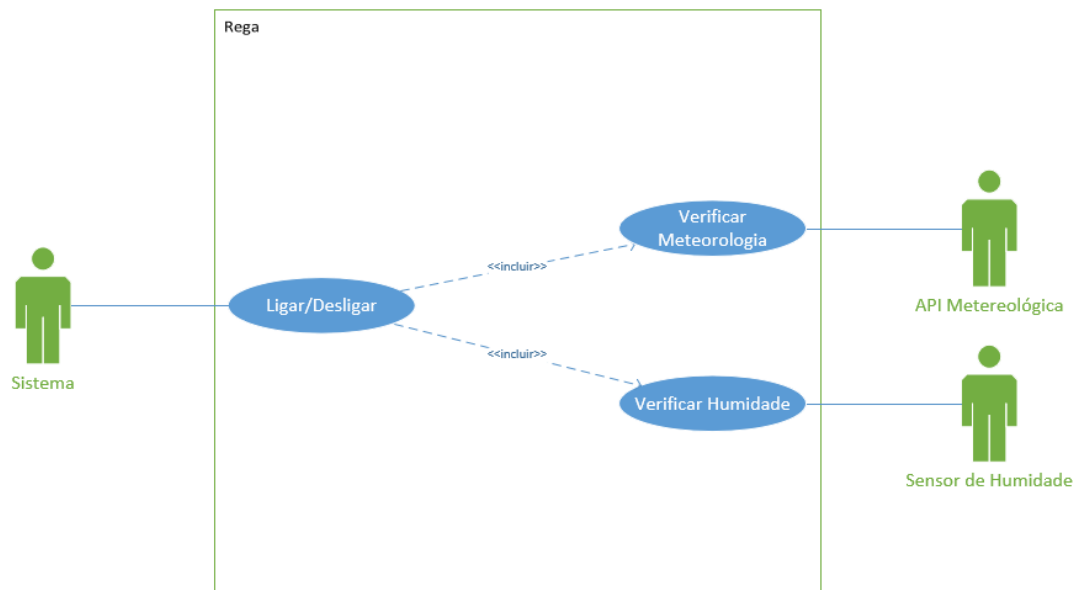 Rega
Verificar
Meteorologia
<<incluir>>
API Metereológica
Ligar/Desligar
Sistema
<<incluir>>
Verificar Humidade
Sensor de Humidade